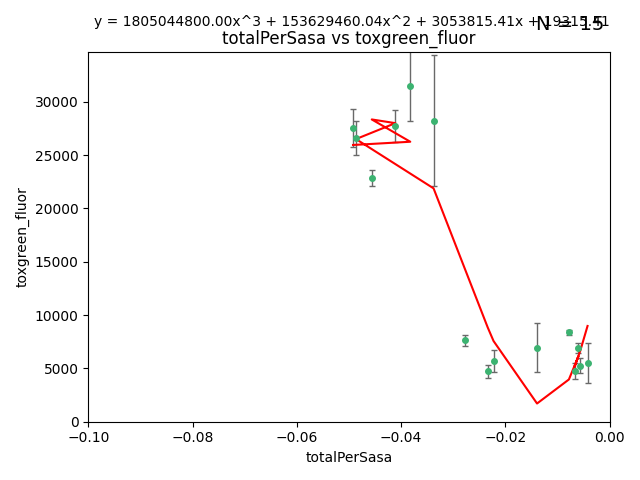 y = 1805044800.00x^3 + 153629460.04x^2 + 3053815.41x + 19315.41
N = 15
totalPerSasa vs toxgreen_fluor
toxgreen_fluor
30000
25000
20000
15000
10000
5000
0
−0.10
−0.08
−0.06
−0.04
−0.02
0.00
totalPerSasa